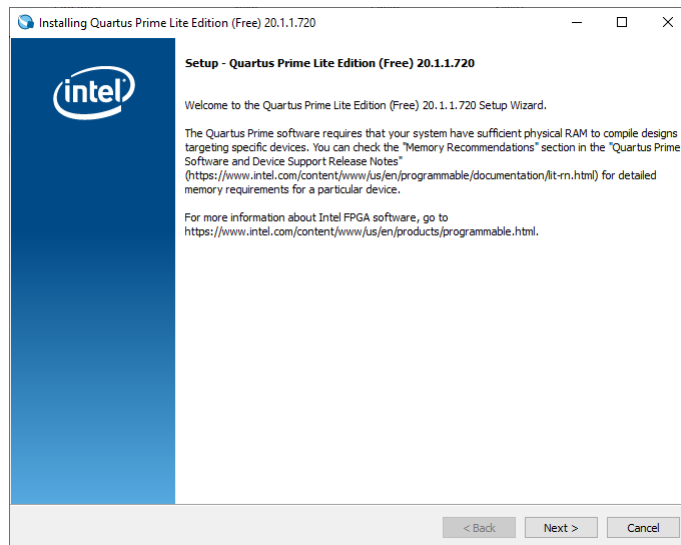 Installing Quartus Prime Lite Edition (Free) 20.1.1.720
intel
Setup - Quartus Prime Lite Edition (Free) 20.1.1.720
Welcome to the Quartus Prime Lite Edition (Free) 20.1.1.720 Setup Wizard.
The Quartus Prime software requires that your system have sufficient physical RAM to compile designs
targeting specific devices. You can check the "Memory Recommendations" section in the "Quartus Prime
Software and Device Support Release Notes"
(https://www.intel.com/content/www/us/en/programmable/documentation/lit-rn.html) for detailed
memory requirements for a particular device.
For more information about Intel FPGA software, go to
https://www.intel.com/content/www/us/en/products/programmable.html.
< Back Next > Cancel